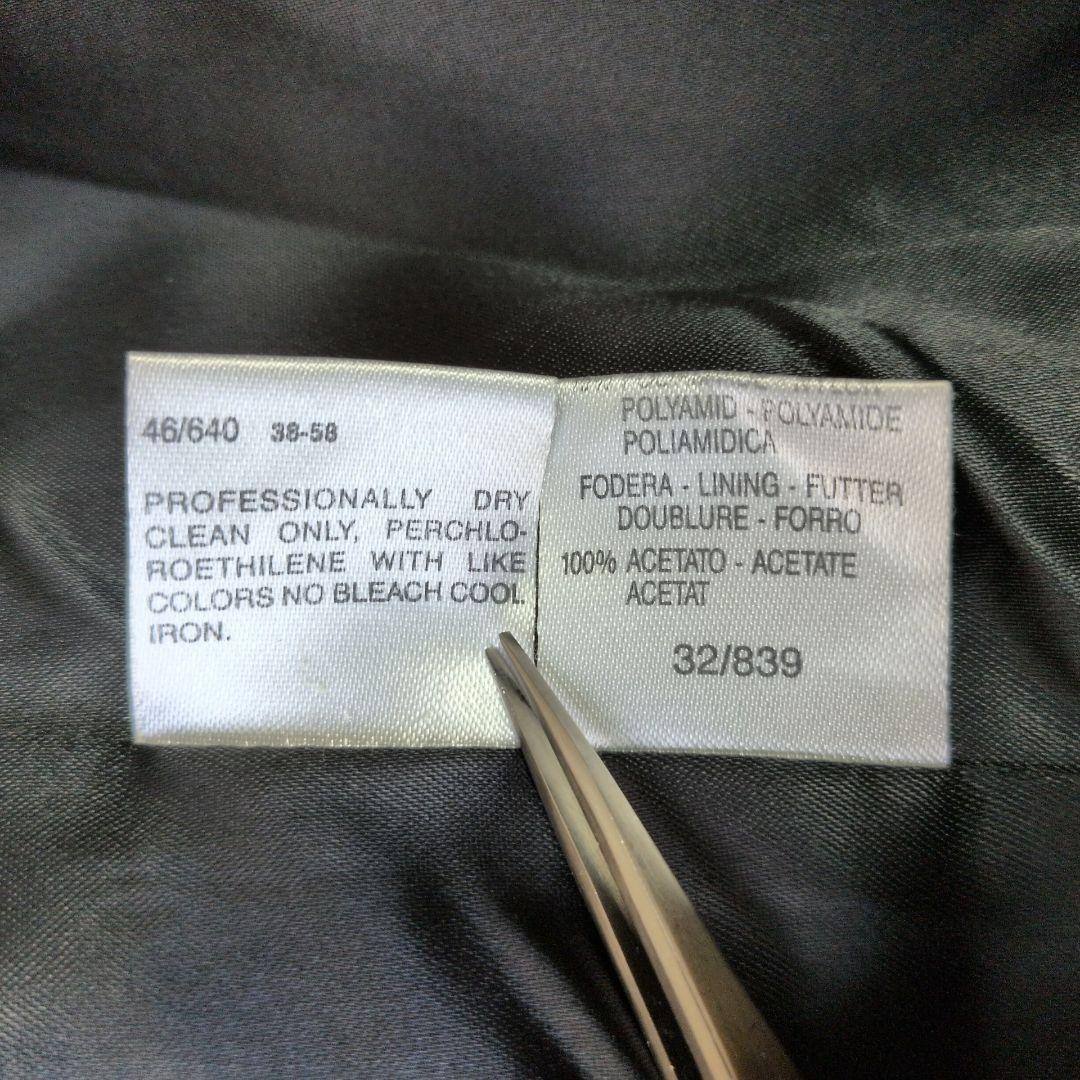 46/640 38-58
PROFESSIONALLY DRY
CLEAN ONLY, PERCHLO-
ROETHILENE WITH LIKE
COLORS NO BLEACH COOL
IRON.
POLYAMID - POLYAMIDE
POLIAMIDICA
FODERA - LINING - FUTTER
DOUBLURE - FORRO
100% ACETATO - ACETATE
ACETAT
32/839